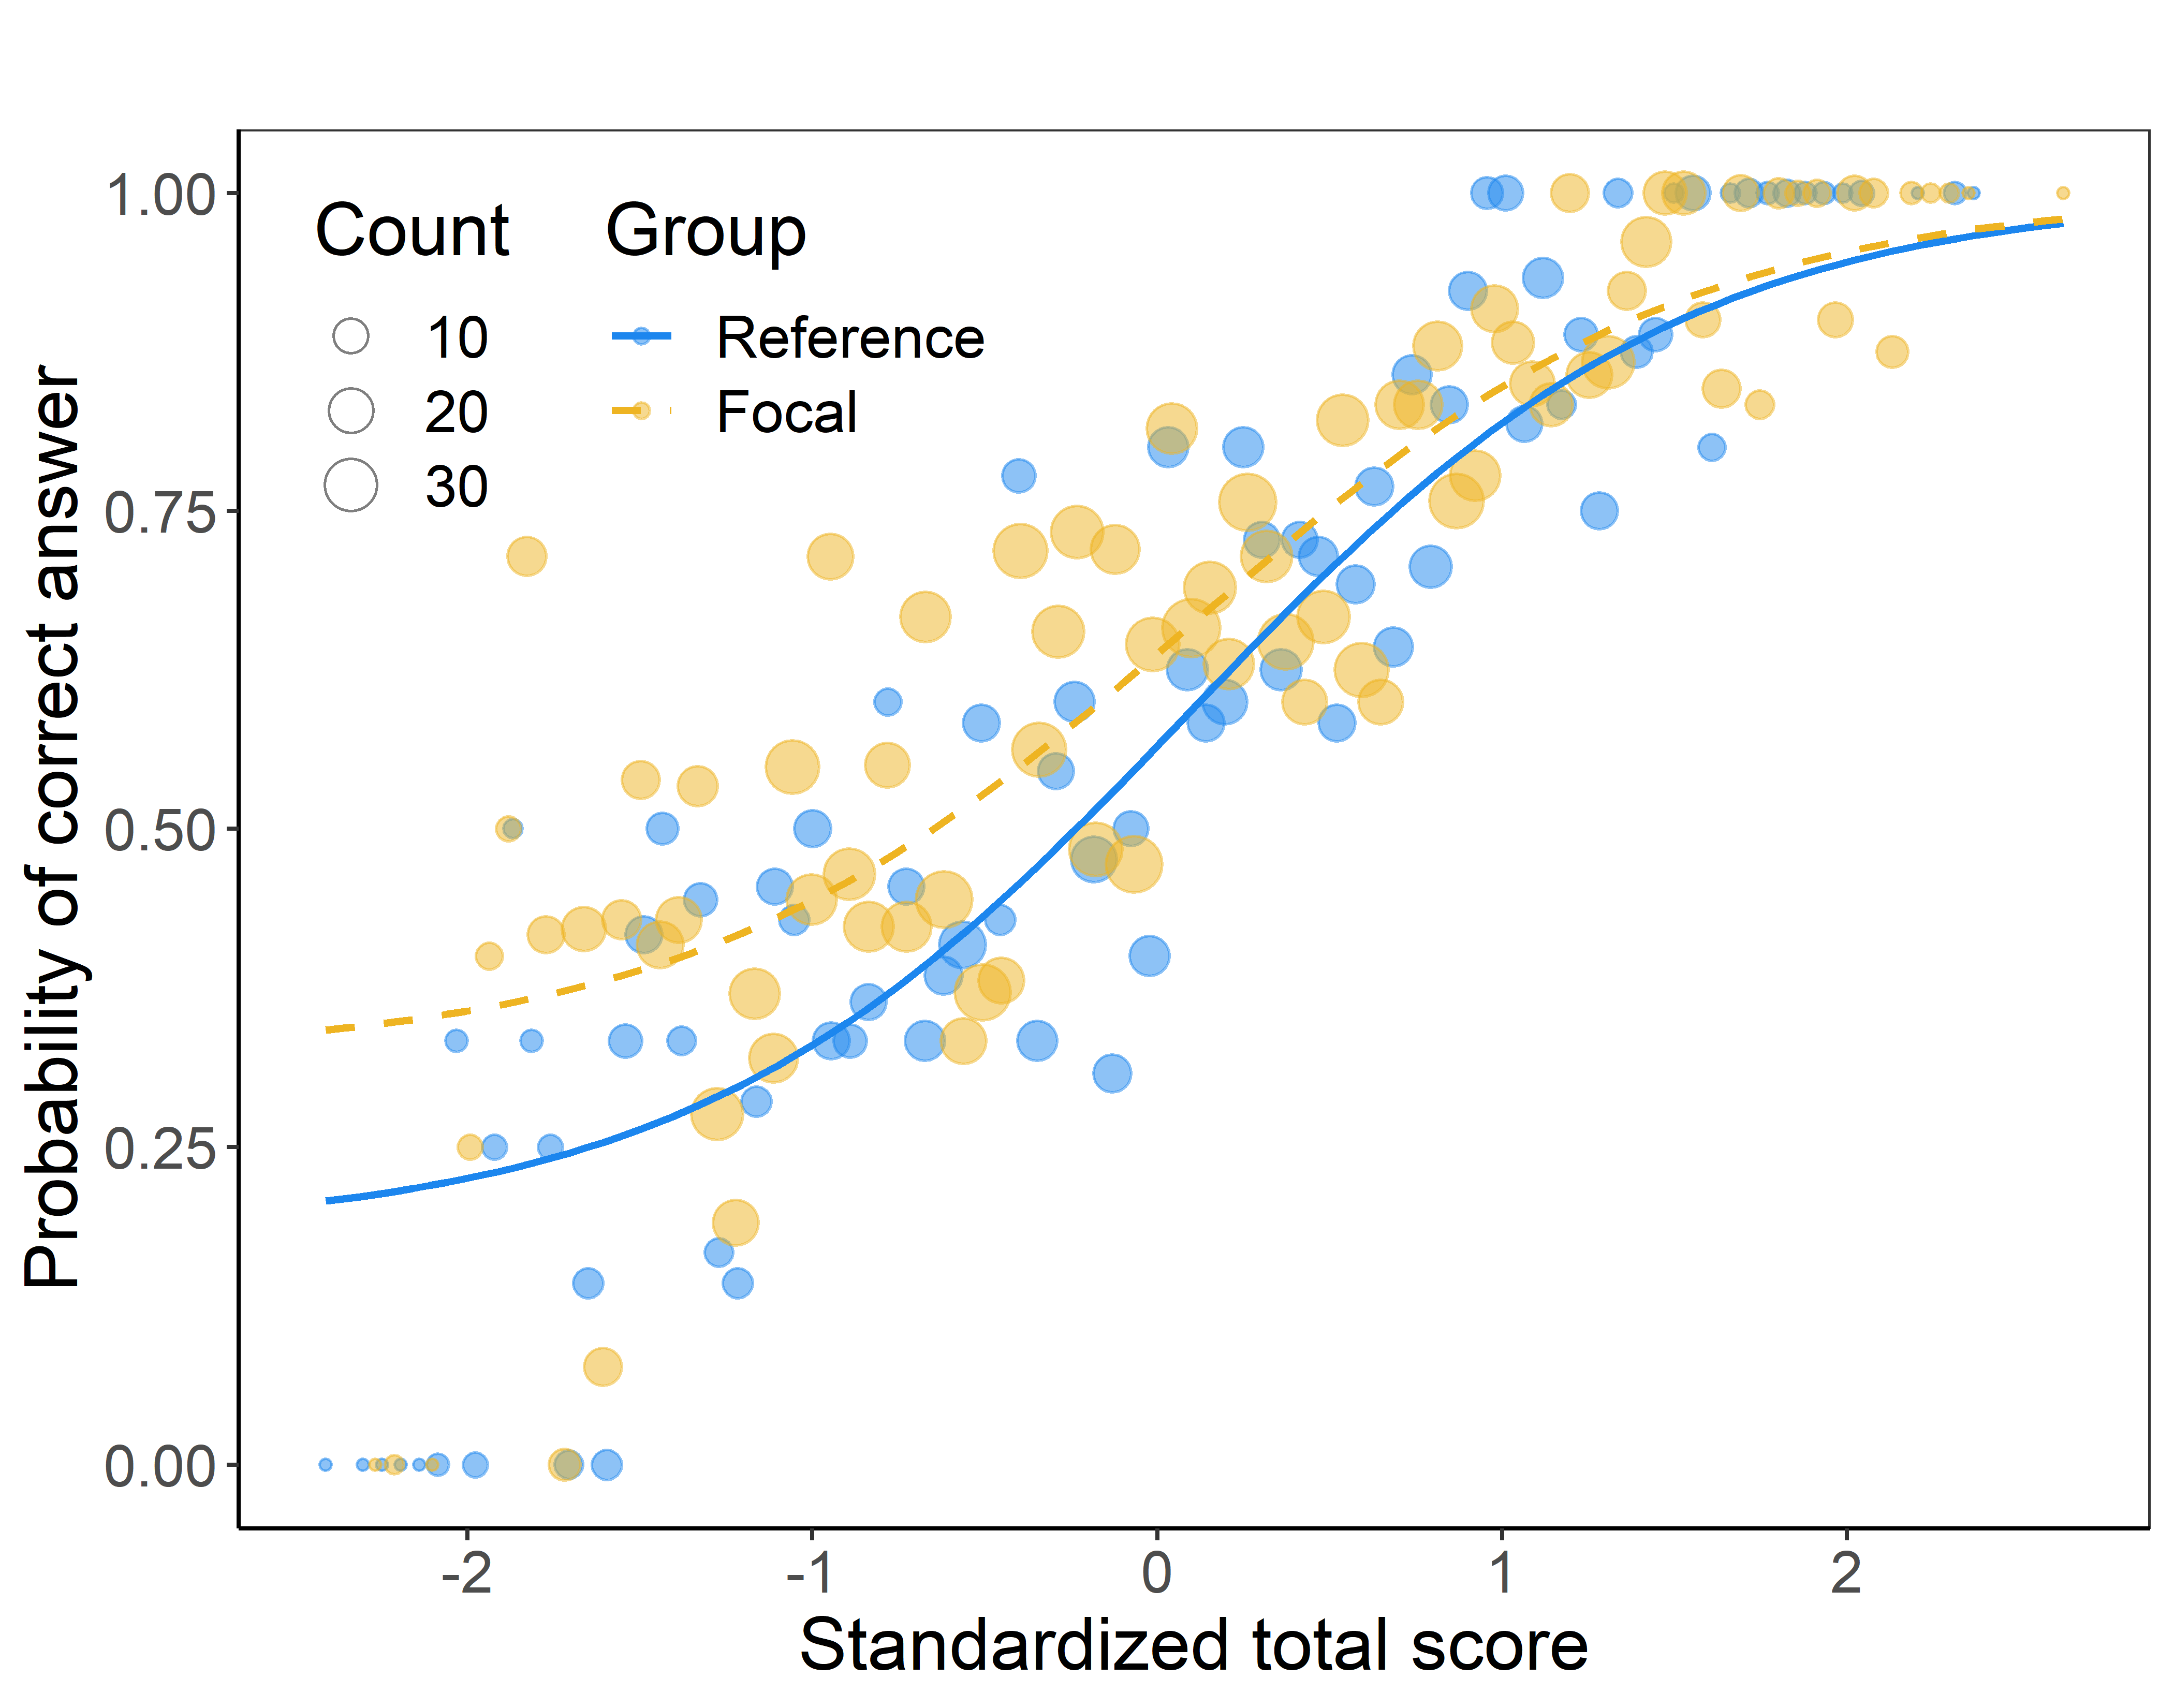 Count
10
20
30
Group
Reference
Focal
Probability of correct answer
1.00
0.75
0.50
0.25
0.00
-2
-1
0
1
2
Standardized total score